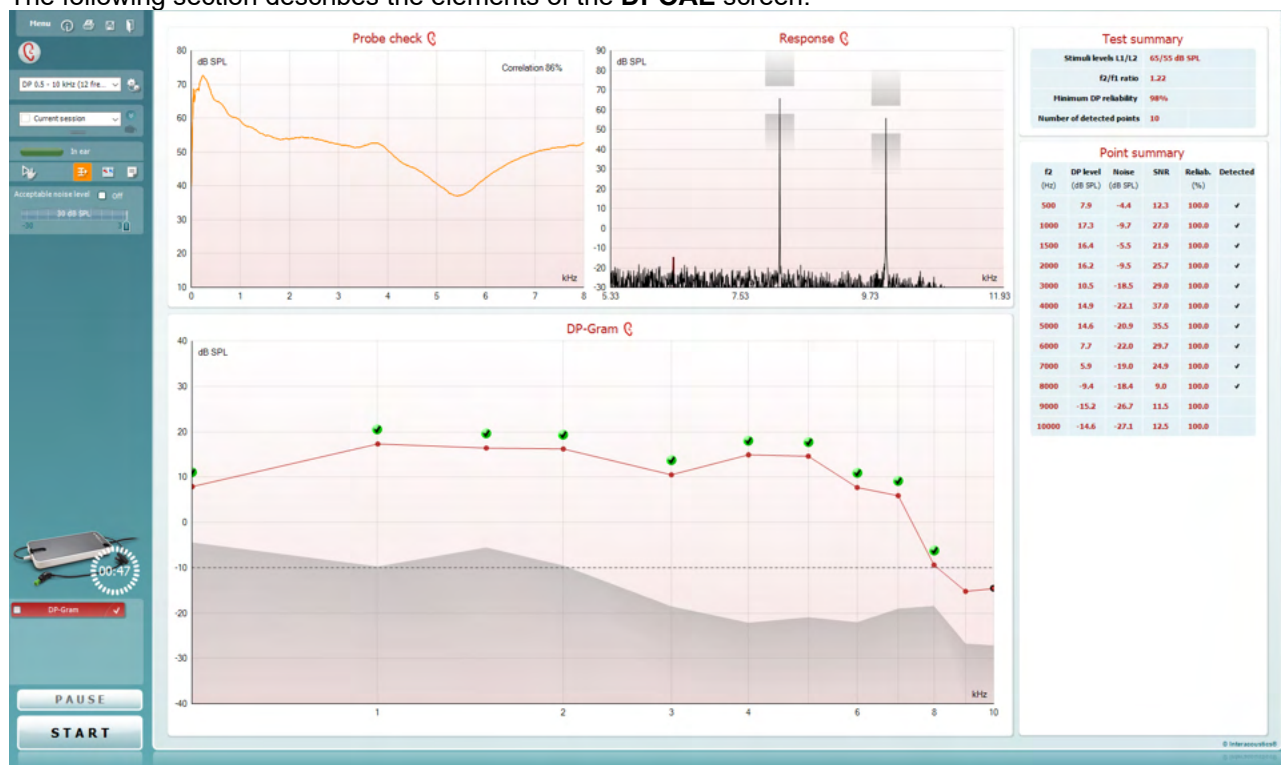 The following section describes the elements of the DPOAE screen.
Menu
DP 0.5 - 10 kHz (12 fre...
Current session
In ear
Acceptable noise level Off
30 dB SPL
-30 3
00:47
DP-Gram
PAUSE
START
Probe check
dB SPL
Correlation 86%
80
70
60
50
40
30
20
10
kHz
0 1 2 3 4 5 6 7 8
Response
dB SPL
90
80
70
60
50
40
30
20
10
0
-10
-20
-30
kHz
5.33 7.53 9.73 11.93
DP-Gram
dB SPL
40
30
20
10
0
-10
-20
-30
-40
kHz
1 2 3 4 6 8 10
Test summary
Stimuli levels L1/L2 65/55 dB SPL
f2/f1 ratio 1.22
Minimum DP reliability 98%
Number of detected points 10
Point summary
f2 DP level Noise SNR Reliab. Detected
(Hz) (dB SPL) (dB SPL) (%)
500 7.9 -4.4 12.3 100.0 ✓
1000 17.3 -9.7 27.0 100.0 ✓
1500 16.4 -5.5 21.9 100.0 ✓
2000 16.2 -9.5 25.7 100.0 ✓
3000 10.5 -18.5 29.0 100.0 ✓
4000 14.9 -22.1 37.0 100.0 ✓
5000 14.6 -20.9 35.5 100.0 ✓
6000 7.7 -22.0 29.7 100.0 ✓
7000 5.9 -19.0 24.9 100.0 ✓
8000 -9.4 -18.4 9.0 100.0 ✓
9000 -15.2 -26.7 11.5 100.0
10000 -14.6 -27.1 12.5 100.0
© Interacoustics®